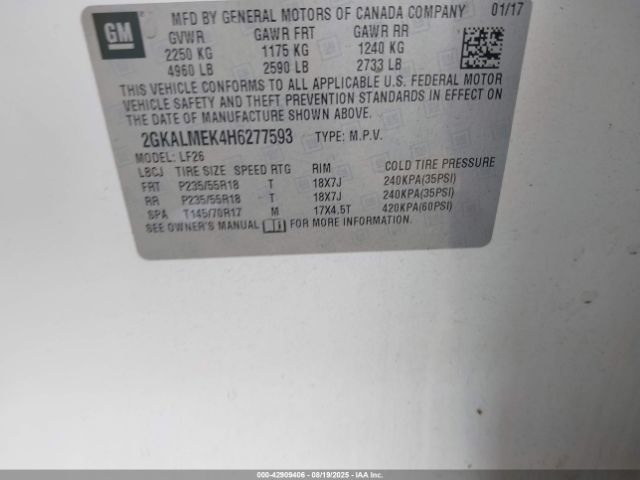 GM
MFD BY GENERAL MOTORS OF CANADA COMPANY 01/17
GVWR GAWR FRT GAWR RR
2250 KG 1175 KG 1240 KG
4960 LB 2590 LB 2733 LB
THIS VEHICLE CONFORMS TO ALL APPLICABLE U.S. FEDERAL MOTOR
VEHICLE SAFETY AND THEFT PREVENTION STANDARDS IN EFFECT ON
THE DATE OF MANUFACTURE SHOWN ABOVE.
2GKALMEK4H6277593 TYPE: M.P.V.
MODEL: LF26
LBCJ TIRE SIZE SPEED RTG RIM COLD TIRE PRESSURE
FRT P235/55R18 T 18X7J 240KPA(35PSI)
RR P235/55R18 T 18X7J 240KPA(35PSI)
SPA T145/70R17 M 17X4.5T 420KPA(60PSI)
SEE OWNER'S MANUAL FOR MORE INFORMATION.
000-42909406 - 08/19/2025 - IAAI.COM